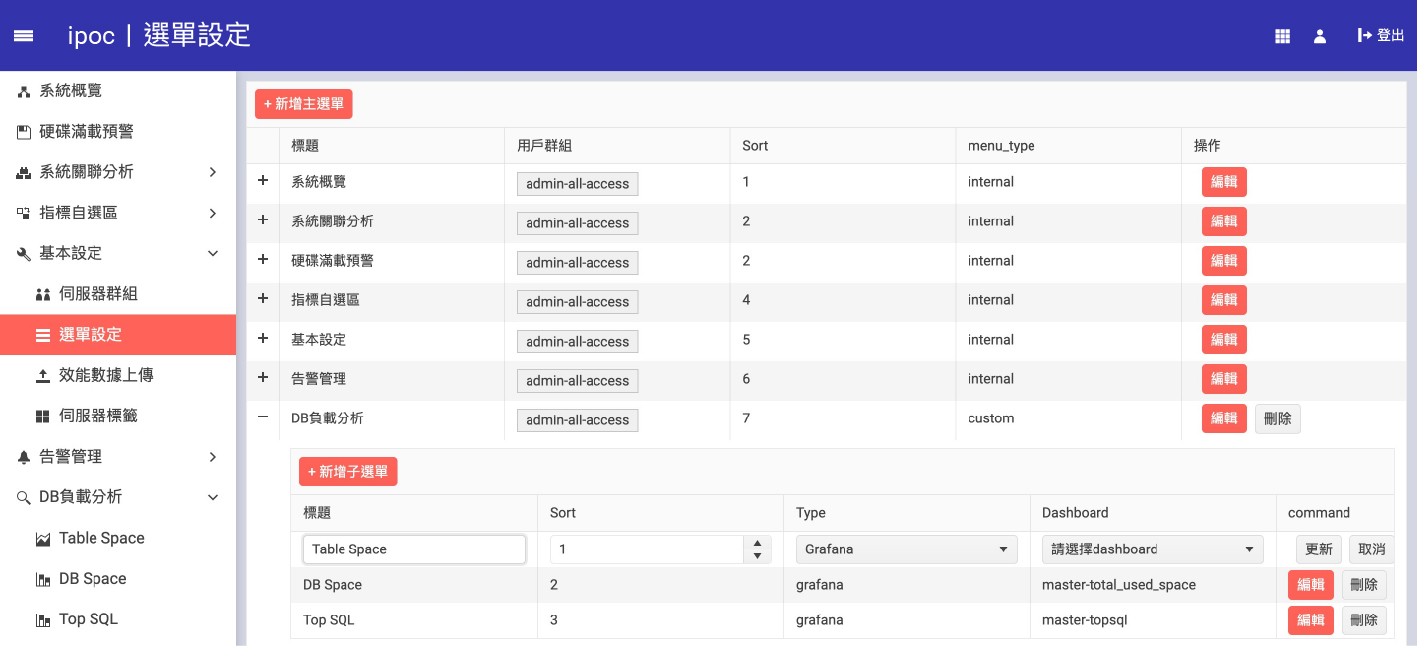 ipoc | 選單設定
登出
系統概覽
硬碟滿載預警
系統關聯分析
指標自選區
基本設定
伺服器群組
選單設定
效能數據上傳
伺服器標籤
告警管理
DB負載分析
Table Space
DB Space
Top SQL
+ 新增主選單
標題 用戶群組 Sort menu_type 操作
+ 系統概覽 admin-all-access 1 internal 編輯
+ 系統關聯分析 admin-all-access 2 internal 編輯
+ 硬碟滿載預警 admin-all-access 2 internal 編輯
+ 指標自選區 admin-all-access 4 internal 編輯
+ 基本設定 admin-all-access 5 internal 編輯
+ 告警管理 admin-all-access 6 internal 編輯
− DB負載分析 admin-all-access 7 custom 編輯 刪除
+ 新增子選單
標題 Sort Type Dashboard command
Table Space 1 Grafana 請選擇dashboard 更新 取消
DB Space 2 grafana master-total_used_space 編輯 刪除
Top SQL 3 grafana master-topsql 編輯 刪除